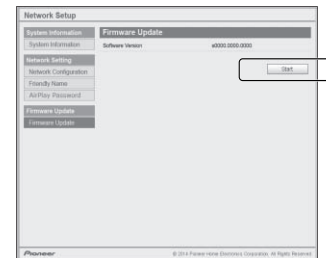 Network Setup
System Information
System Information
Network Setting
Network Configuration
Friendly Name
AirPlay Password
Firmware Update
Firmware Update
Firmware Update
Software Version a0000.0000.0000
Start
Pioneer © 2014 Pioneer Home Electronics Corporation. All Rights Reserved.